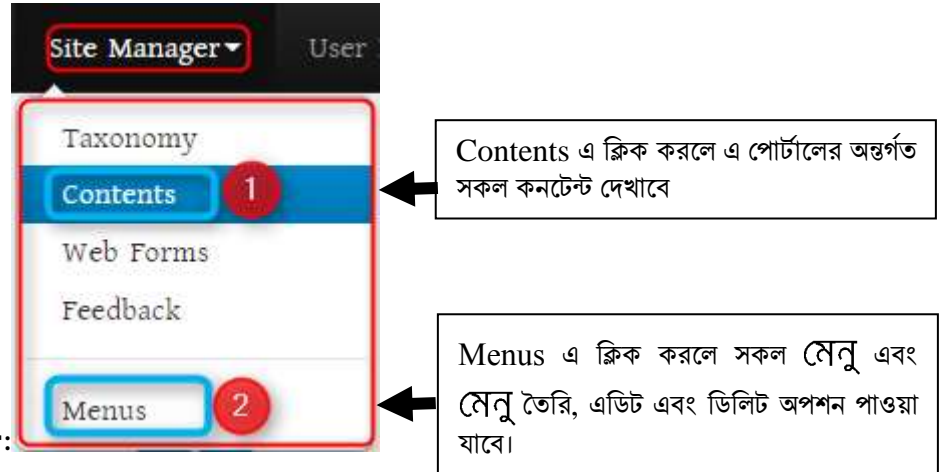 Site Manager
User
Taxonomy
Contents
1
Contents এ ক্লিক করলে এ পোর্টালের অন্তর্গত
সকল কনটেন্ট দেখাবে
Web Forms
Feedback
Menus
2
Menus এ ক্লিক করলে সকল মেনু এবং
মেনু তৈরি, এডিট এবং ডিলিট অপশন পাওয়া
যাবে।